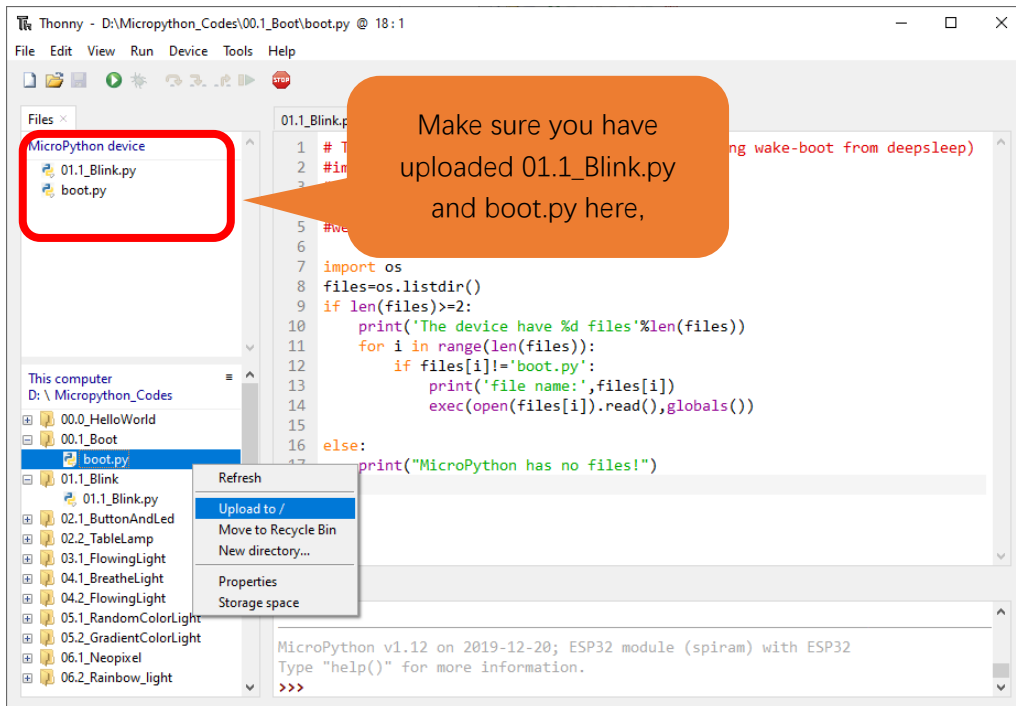 Thonny - D:\Micropython_Codes\00.1_Boot\boot.py @ 18 : 1
File Edit View Run Device Tools Help
STOP
Files ×
MicroPython device
01.1_Blink.py
boot.py
This computer
D: \ Micropython_Codes
00.0_HelloWorld
00.1_Boot
boot.py
01.1_Blink
01.1_Blink.py
02.1_ButtonAndLed
02.2_TableLamp
03.1_FlowingLight
04.1_BreatheLight
04.2_FlowingLight
05.1_RandomColorLight
05.2_GradientColorLight
06.1_Neopixel
06.2_Rainbow_light
Refresh
Upload to /
Move to Recycle Bin
New directory...
Properties
Storage space
Make sure you have
uploaded 01.1_Blink.py
and boot.py here,
1 # wake-boot from deepsleep)
2
5
6
7 import os
8 files=os.listdir()
9 if len(files)>=2:
10 print('The device have %d files'%len(files))
11 for i in range(len(files)):
12 if files[i]!='boot.py':
13 print('file name:',files[i])
14 exec(open(files[i]).read(),globals())
15
16 else:
17 print("MicroPython has no files!")
MicroPython v1.12 on 2019-12-20; ESP32 module (spiram) with ESP32
Type "help()" for more information.
>>>